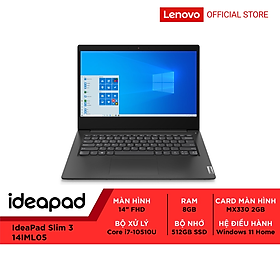 Lenovo OFFICIAL STORE
ideapad
IdeaPad Slim 3
14IML05
MÀN HÌNH
14" FHD
RAM
8GB
CARD MÀN HÌNH
MX330 2GB
BỘ XỬ LÝ
Core i7-10510U
BỘ NHỚ
512GB SSD
HỆ ĐIỀU HÀNH
Windows 11 Home